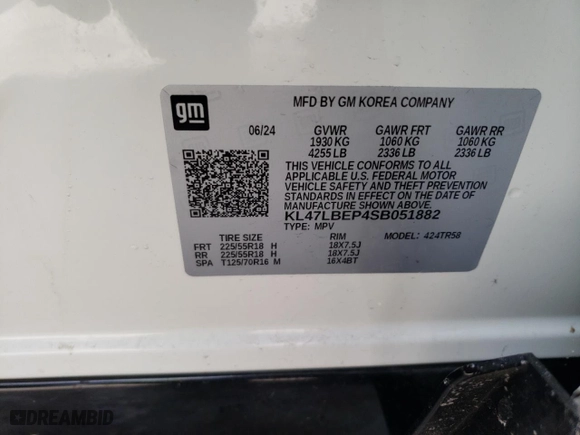 gm
MFD BY GM KOREA COMPANY
06/24 GVWR GAWR FRT GAWR RR
1930 KG 1060 KG 1060 KG
4255 LB 2336 LB 2336 LB
THIS VEHICLE CONFORMS TO ALL
APPLICABLE U.S. FEDERAL MOTOR
VEHICLE SAFETY AND THEFT PREVENTION
STANDARDS IN EFFECT ON THE DATE OF
MANUFACTURE SHOWN ABOVE.
KL47LBEP4SB051882
TYPE: MPV MODEL: 424TR58
TIRE SIZE RIM
FRT 225/55R18 H 18X7.5J
RR 225/55R18 H 18X7.5J
SPA T125/70R16 M 16X4BT
DREAMBID